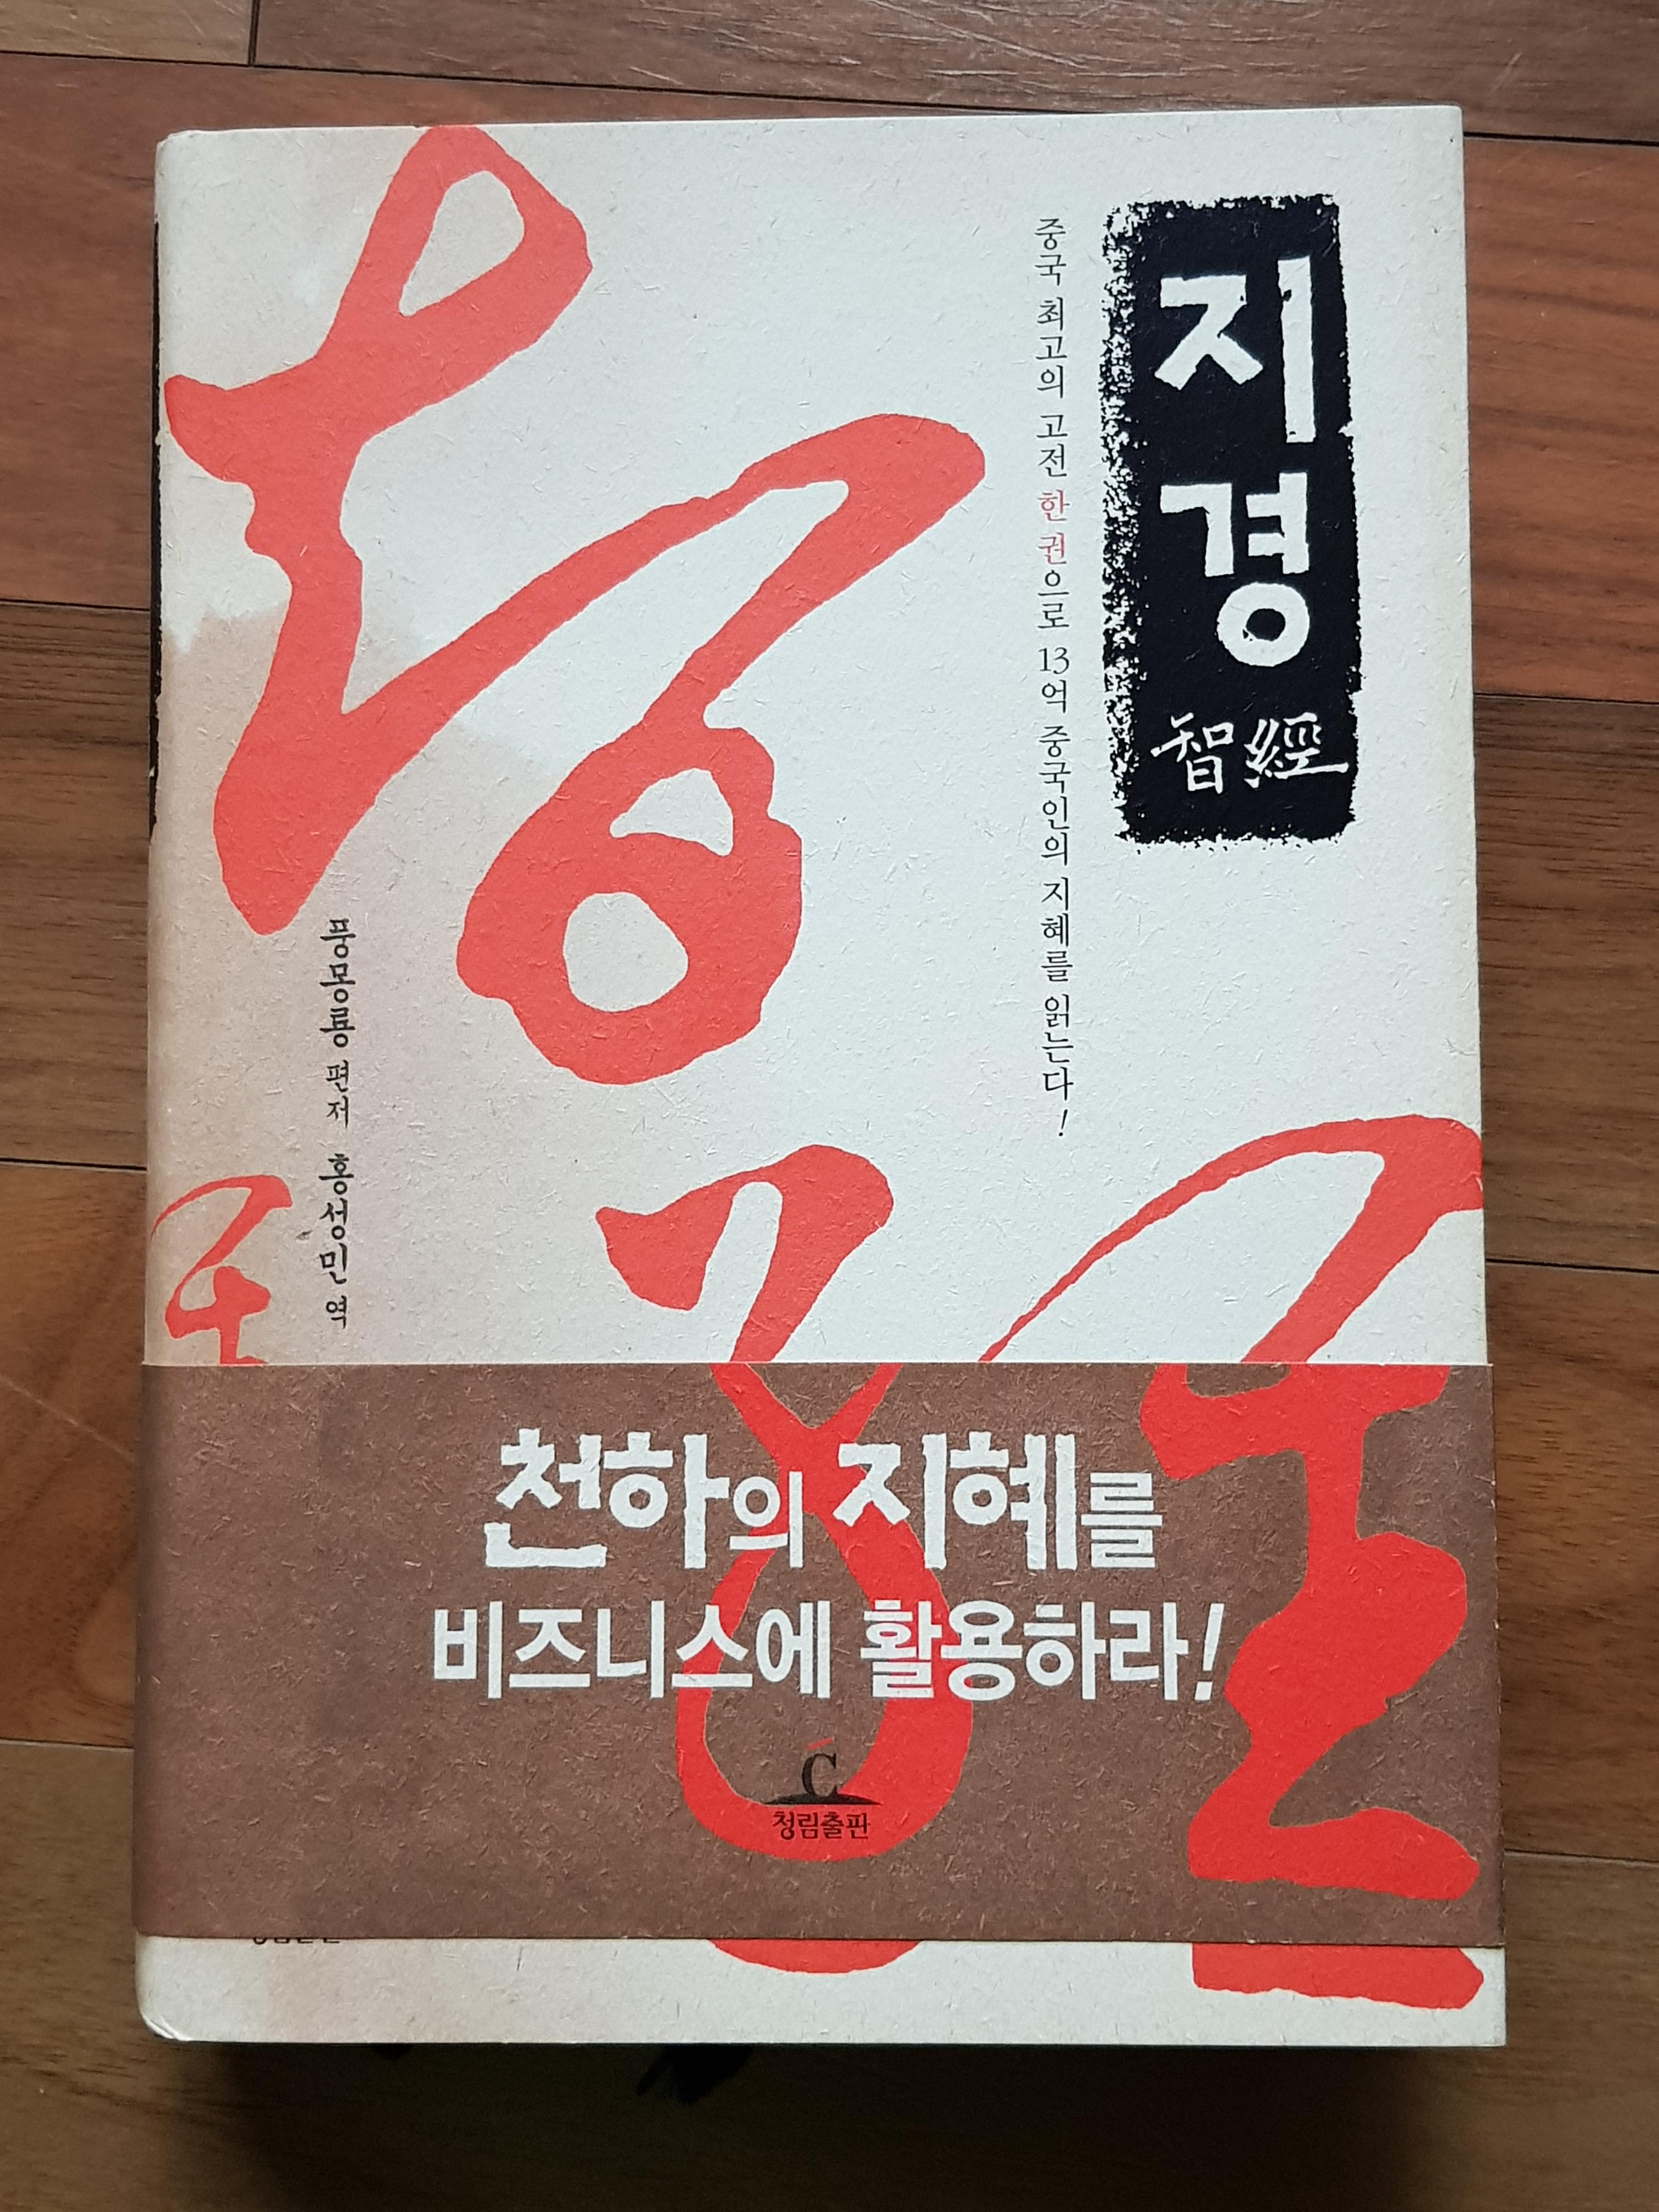 지경
智經
중국 최고의 고전 한 권으로 13억 중국인의 지혜를 읽는다!
풍몽룡 편저 홍성민 역
천하의 지혜를
비즈니스에 활용하라!
C
청림출판